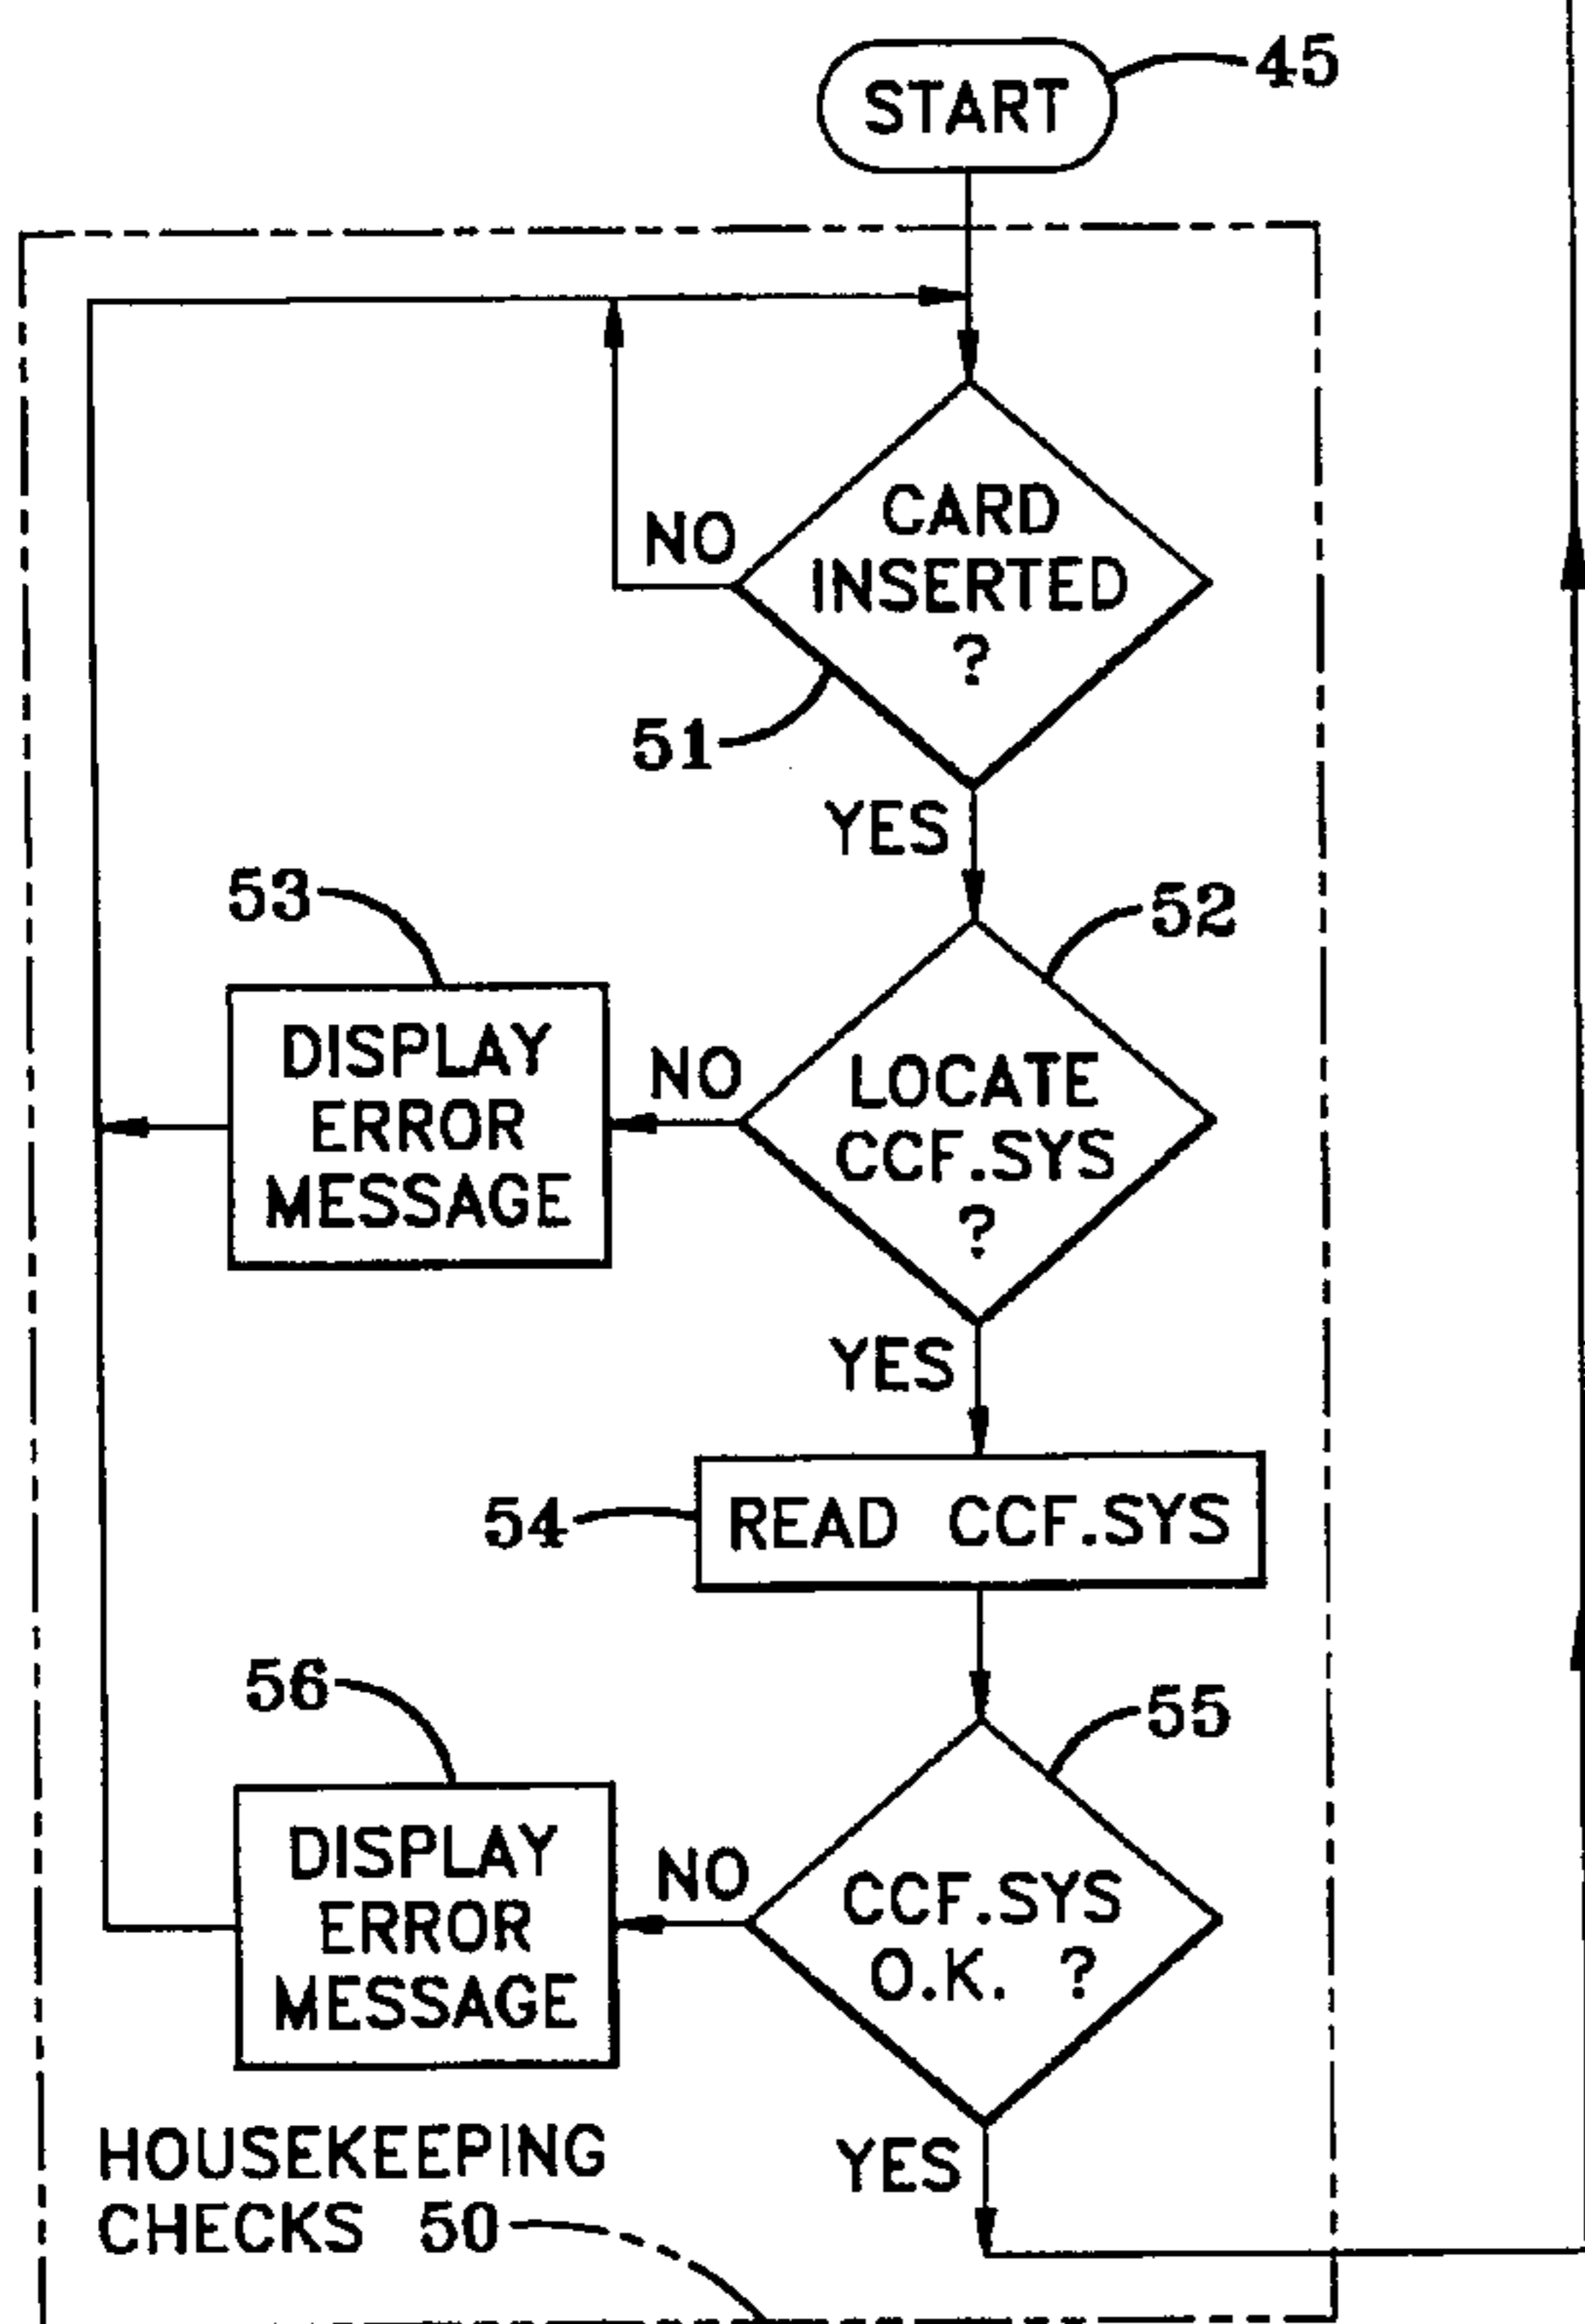 START
45
CARD
INSERTED
?
NO
51
YES
53
52
DISPLAY
ERROR
MESSAGE
NO
LOCATE
CCF.SYS
?
YES
54
READ CCF.SYS
56
55
DISPLAY
ERROR
MESSAGE
NO
CCF.SYS
O.K. ?
YES
HOUSEKEEPING
CHECKS 50